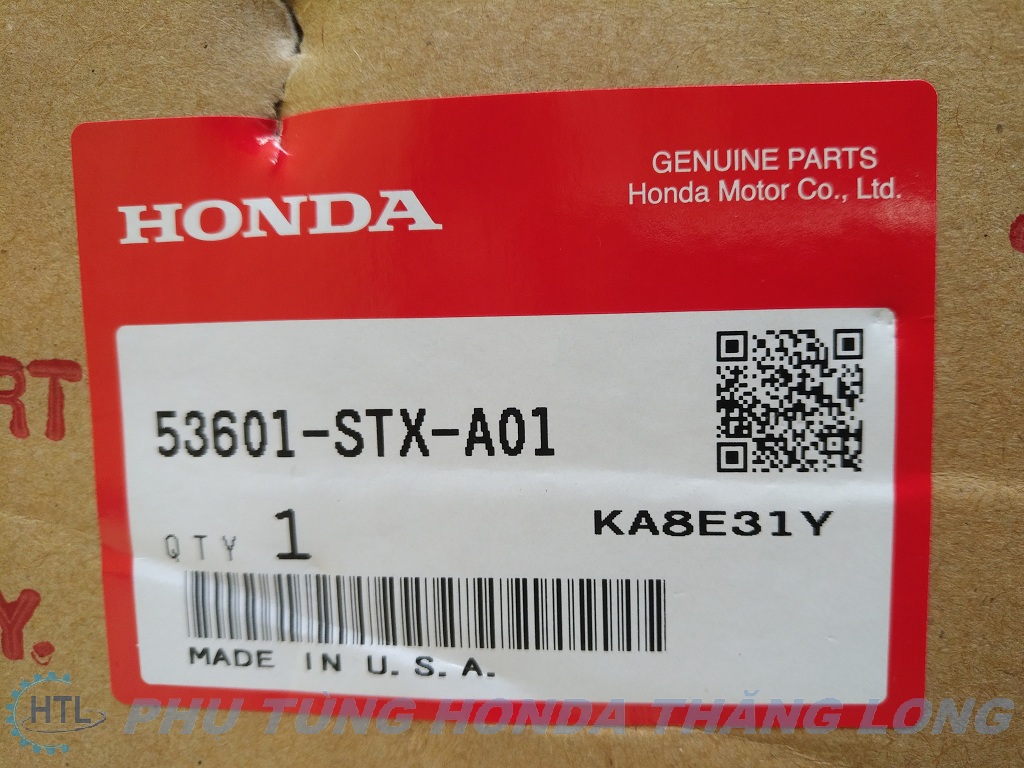 GENUINE PARTS
Honda Motor Co., Ltd.
HONDA
53601-STX-A01
QTY 1
KA8E31Y
MADE IN U.S.A.
RT
Y.
HTL PHỤ TÙNG HONDA THĂNG LONG